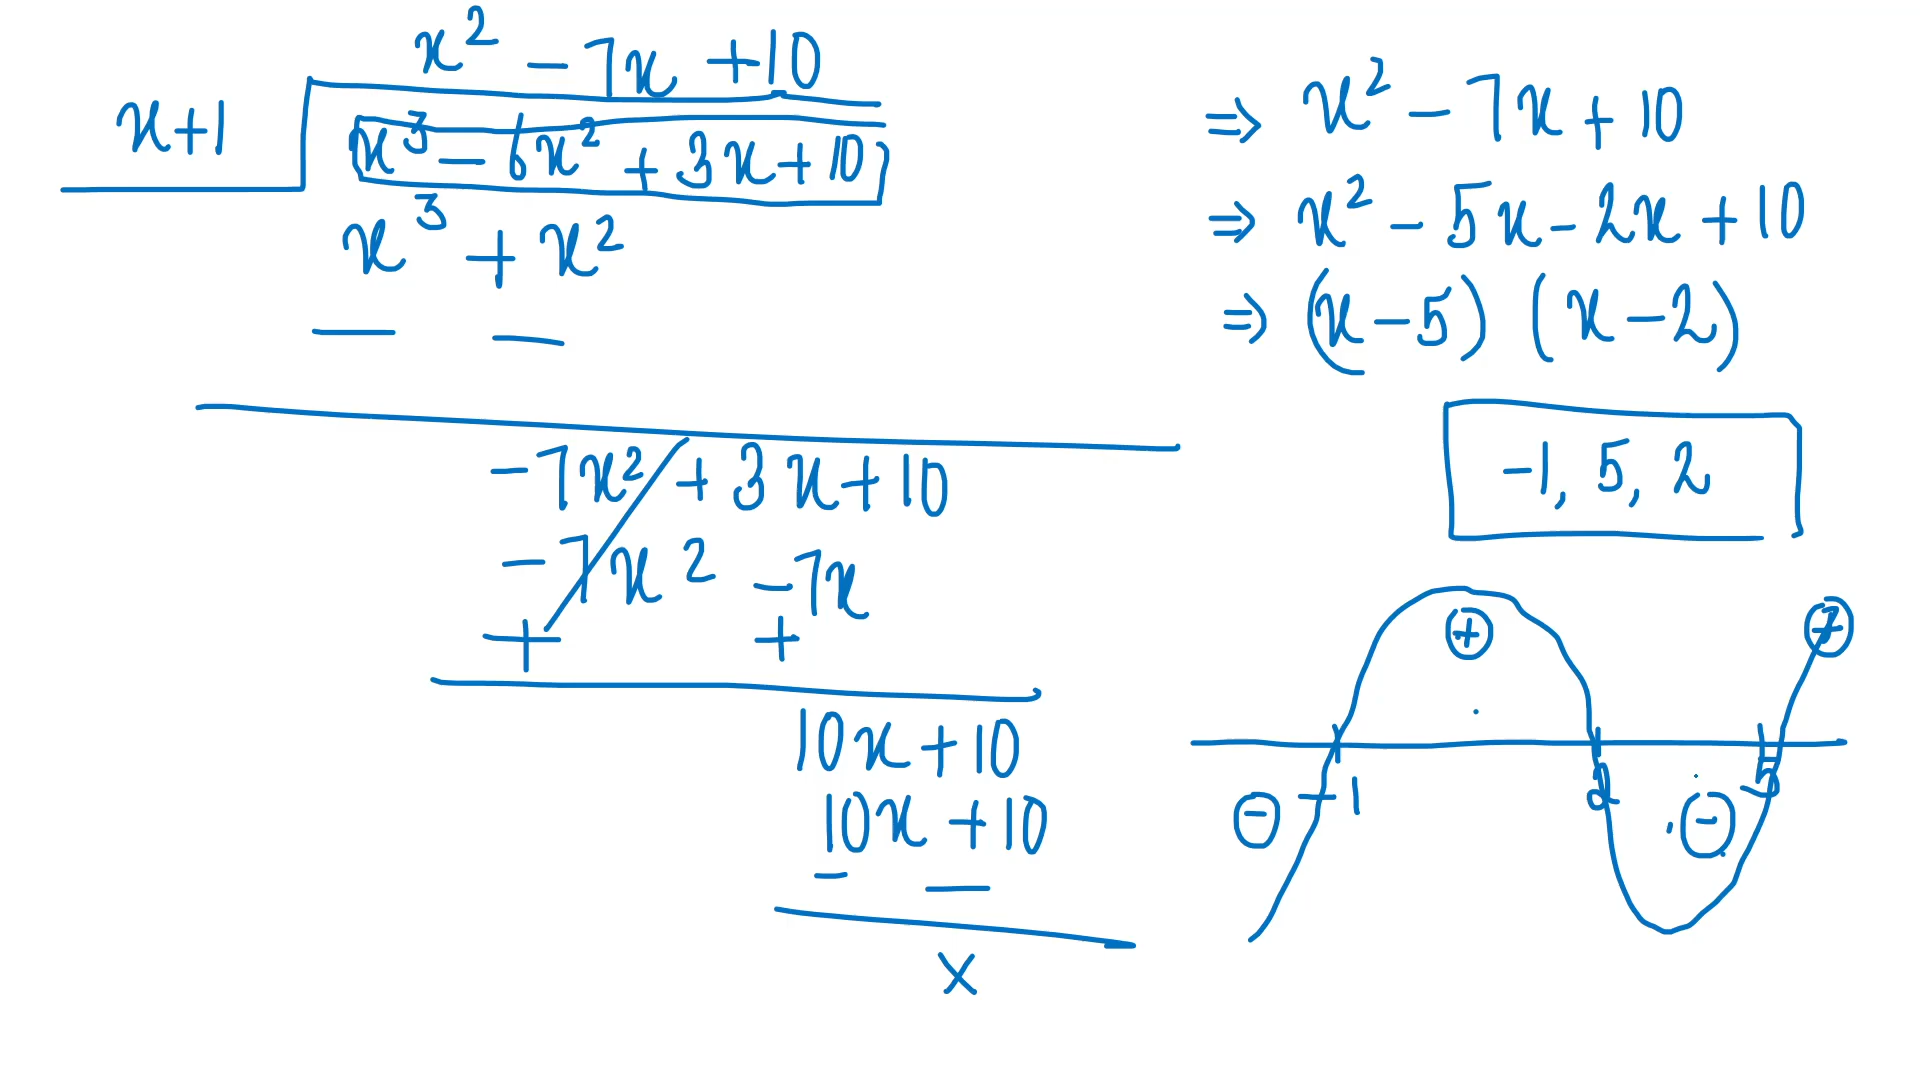 x² - 7x + 10
x+1
x³ - 6x² + 3x + 10
x³ + x²
— —
-7x² + 3x + 10
-7x² - 7x
+ +
10x + 10
10x + 10
— —
x
⇒ x² - 7x + 10
⇒ x² - 5x - 2x + 10
⇒ (x - 5) (x - 2)
-1, 5, 2
+ +
-1 2 5
- -